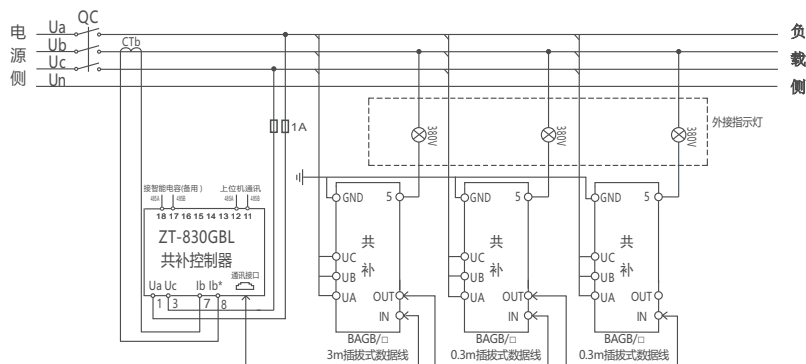 电源侧
Ua
Ub
Uc
Un
QC
CTb
负载侧
1A
380V
380V
380V
外接指示灯
接智能电容(备用)
上位机通讯
485A
485B
485A
485B
18 17 16 15 14 13 12 11
ZT-830GBL
共补控制器
通讯接口
Ua Uc Ib Ib*
1 3 7 8
GND
5
共补
UC
UB
UA
OUT
IN
BAGB/□
3m插拔式数据线
GND
5
共补
UC
UB
UA
OUT
IN
BAGB/□
0.3m插拔式数据线
GND
5
共补
UC
UB
UA
OUT
IN
BAGB/□
0.3m插拔式数据线